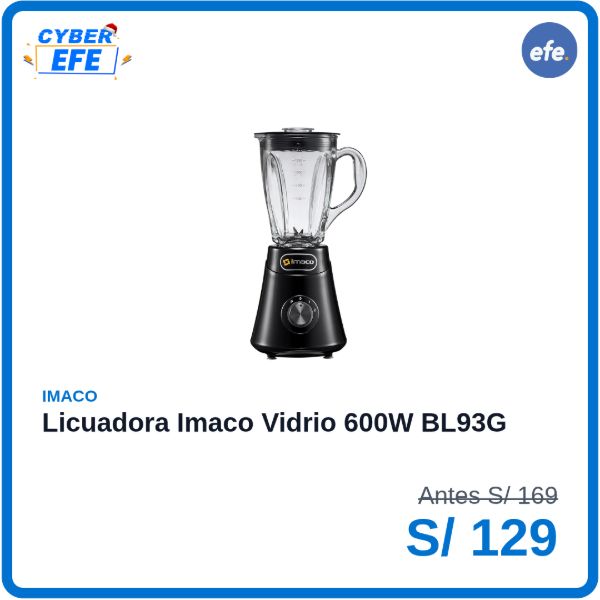 CYBER
EFE
efe.
imaco
IMACO
Licuadora Imaco Vidrio 600W BL93G
Antes S/ 169
S/ 129